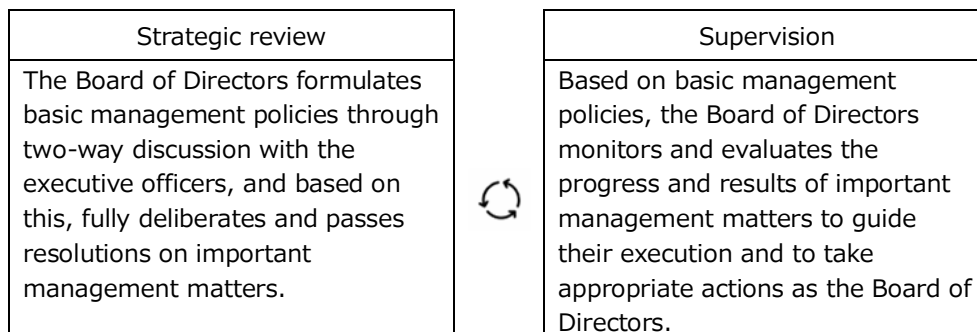 Strategic review
The Board of Directors formulates
basic management policies through
two-way discussion with the
executive officers, and based on
this, fully deliberates and passes
resolutions on important
management matters.
Supervision
Based on basic management
policies, the Board of Directors
monitors and evaluates the
progress and results of important
management matters to guide
their execution and to take
appropriate actions as the Board of
Directors.